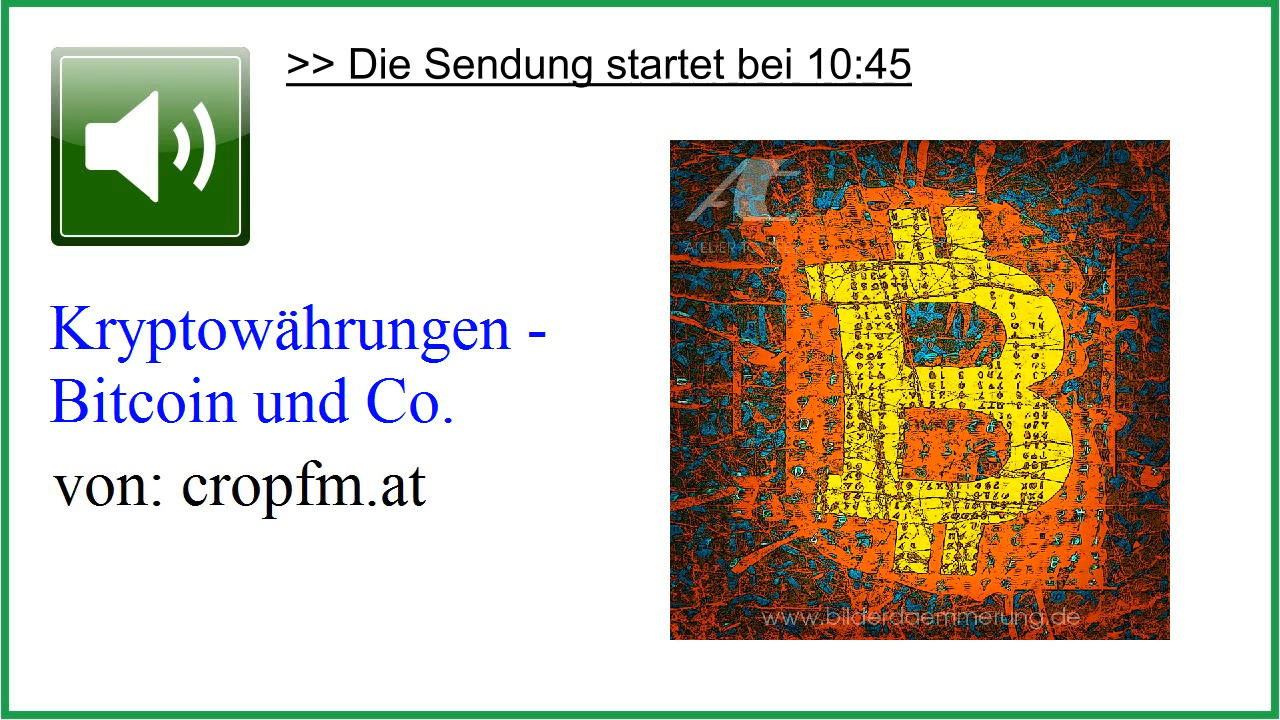 >> Die Sendung startet bei 10:45
Kryptowährungen -
Bitcoin und Co.
von: cropfm.at
www.bilderdaemmerung.de